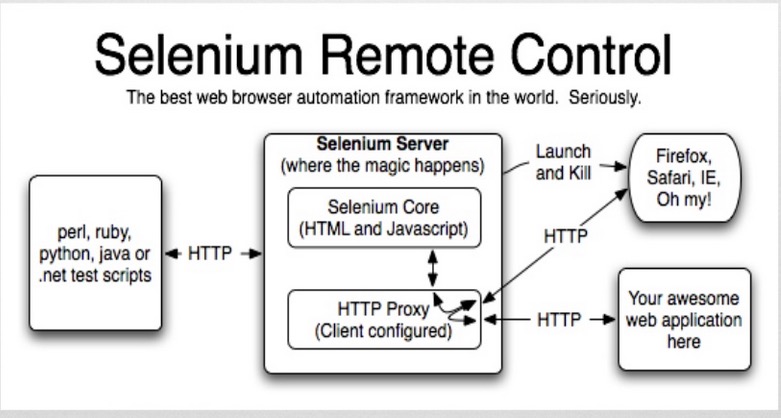 Selenium Remote Control
The best web browser automation framework in the world.  Seriously.
perl, ruby,
python, java or
.net test scripts
HTTP
Selenium Server
(where the magic happens)
Selenium Core
(HTML and Javascript)
HTTP Proxy
(Client configured)
Launch
and Kill
Firefox,
Safari, IE,
Oh my!
HTTP
HTTP
Your awesome
web application
here